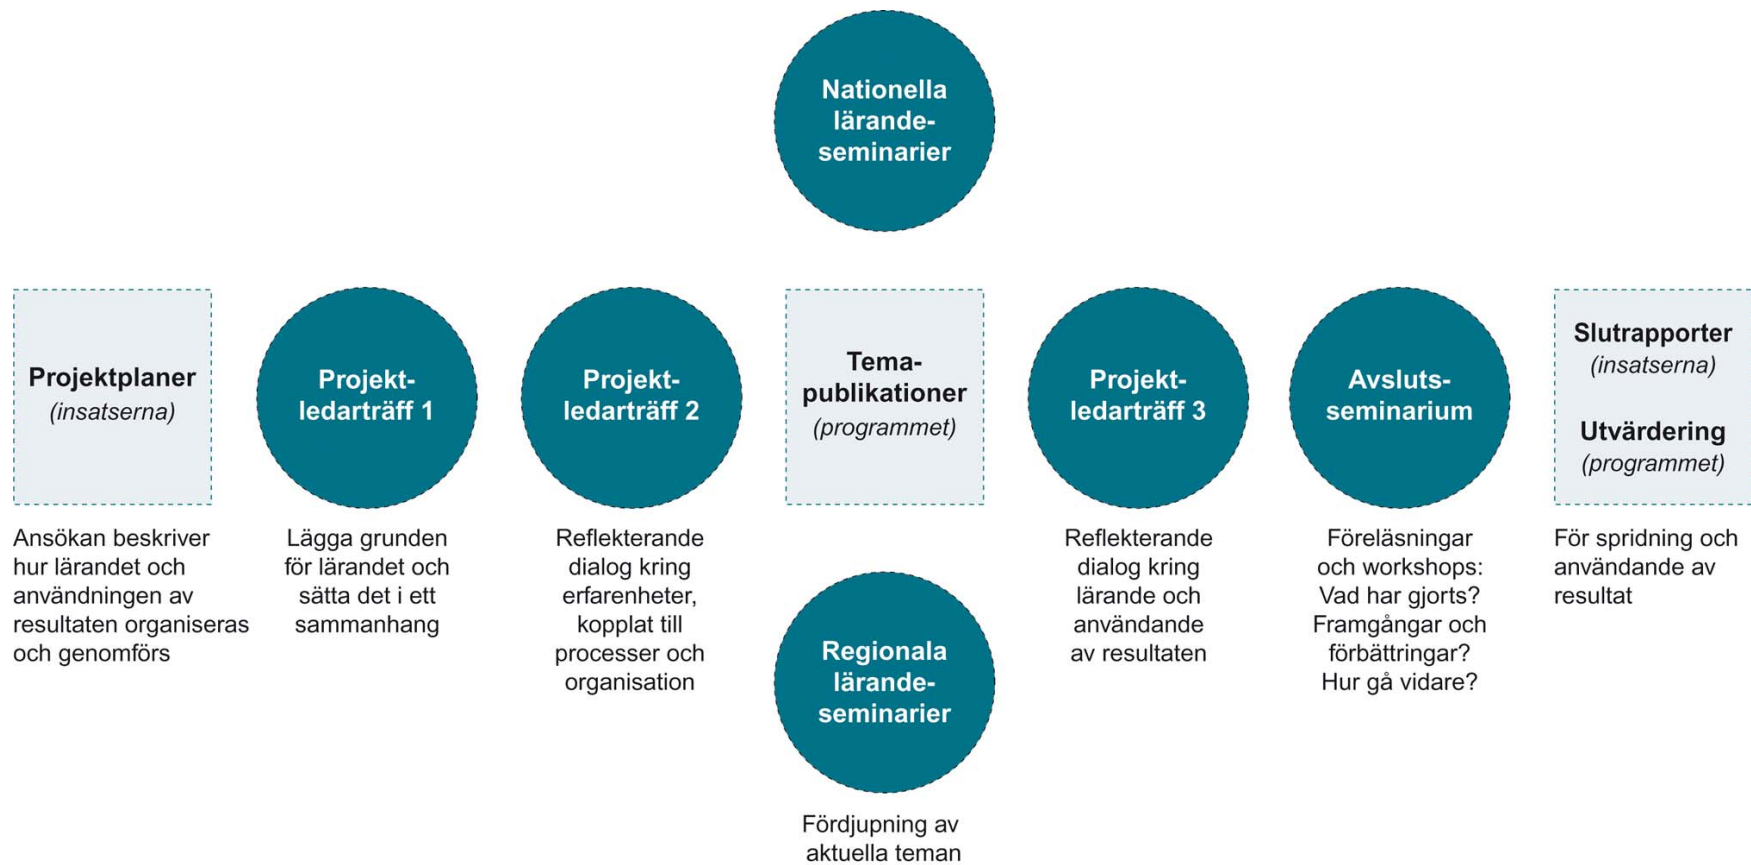 Nationella
lärande-
seminarier
Projektplaner
(insatserna)
Ansökan beskriver
hur lärandet och
användningen av
resultaten organiseras
och genomförs
Projekt-
ledarträff 1
Lägga grunden
för lärandet och
sätta det i ett
sammanhang
Projekt-
ledarträff 2
Reflekterande
dialog kring
erfarenheter,
kopplat till
processer och
organisation
Tema-
publikationer
(programmet)
Regionala
lärande-
seminarier
Fördjupning av
aktuella teman
Projekt-
ledarträff 3
Reflekterande
dialog kring
lärande och
användande
av resultaten
Avsluts-
seminarium
Föreläsningar
och workshops:
Vad har gjorts?
Framgångar och
förbättringar?
Hur gå vidare?
Slutrapporter
(insatserna)
Utvärdering
(programmet)
För spridning och
användande av
resultat